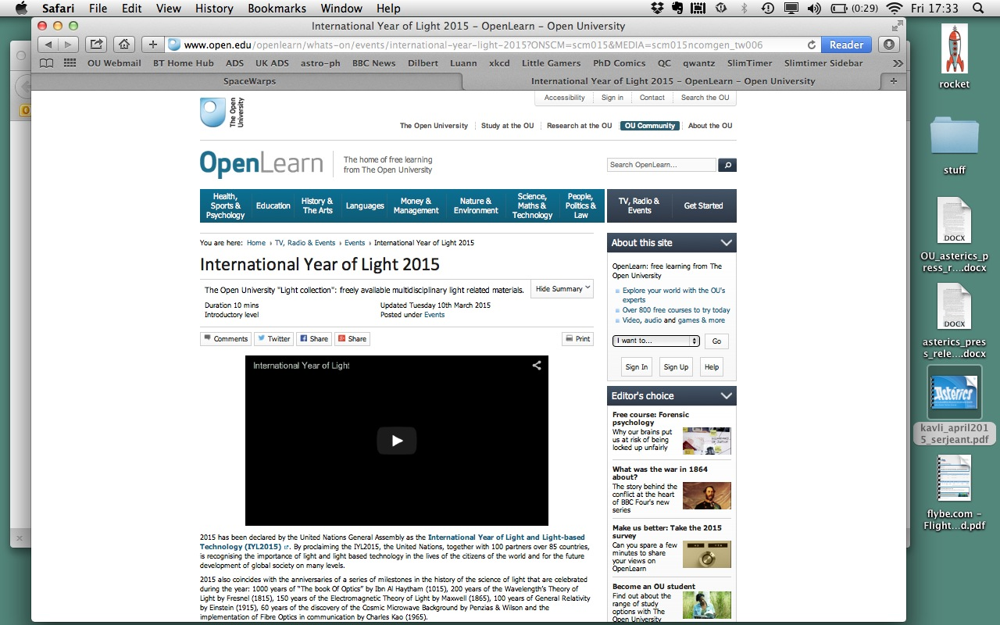 Safari File Edit View History Bookmarks Window Help (0:29) Fri 17:33
International Year of Light 2015 – OpenLearn – Open University
www.open.edu/openlearn/whats-on/events/international-year-light-2015?ONSCM=scm015&MEDIA=scm015ncomgen_tw006
Reader
OU Webmail BT Home Hub ADS UK ADS astro-ph BBC News Dilbert Luann xkcd Little Gamers PhD Comics QC qwantz SlimTimer Slimtimer Sidebar
SpaceWarps
International Year of Light 2015 – OpenLearn – Open University
The Open
University
Accessibility Sign in Contact Search the OU
The Open University Study at the OU Research at the OU OU Community About the OU
OpenLearn
The home of free learning
from The Open University
Search OpenLearn...
Health,
Sports &
Psychology
Education
History &
The Arts
Languages
Money &
Management
Nature &
Environment
Science,
Maths &
Technology
People,
Politics &
Law
TV, Radio &
Events
Get Started
You are here: Home › TV, Radio & Events › Events › International Year of Light 2015
International Year of Light 2015
The Open University "Light collection": freely available multidisciplinary light related materials.
Hide Summary
Duration 10 mins
Introductory level
Updated Tuesday 10th March 2015
Posted under Events
Comments Twitter Share Share Print
International Year of Light
2015 has been declared by the United Nations General Assembly as the International Year of Light and Light-based
Technology (IYL2015) . By proclaiming the IYL2015, the United Nations, together with 100 partners over 85 countries,
is recognising the importance of light and light based technology in the lives of the citizens of the world and for the future
development of global society on many levels.
2015 also coincides with the anniversaries of a series of milestones in the history of the science of light that are celebrated
during the year: 1000 years of “The book Of Optics” by Ibn Al Haytham (1015), 200 years of the Wavelength’s Theory of
Light by Fresnel (1815), 150 years of the Electromagnetic Theory of Light by Maxwell (1865), 100 years of General Relativity
by Einstein (1915), 60 years of the discovery of the Cosmic Microwave Background by Penzias & Wilson and the
implementation of Fibre Optics in communication by Charles Kao (1965).
About this site
OpenLearn: free learning from The
Open University
Explore your world with the OU's
experts
Over 800 free courses to try today
Video, audio and games & more
I want to...
Go
Sign In Sign Up Help
Editor's choice
Free course: Forensic
psychology
Why our brains put
us at risk of being
locked up unfairly
What was the war in 1864
about?
The story behind the
conflict at the heart
of BBC Four's new
series
Make us better: Take the 2015
survey
Can you spare a few
minutes to share
your views on
OpenLearn
Become an OU student
Find out about the
range of study
options with The
Open University
rocket
stuff
DOCX
OU_asterics_p
ress_r....docx
DOCX
asterics_pres
s_rele....docx
Astérics
kavli_april201
5_serjeant.pdf
flybe.com –
Flight...d.pdf